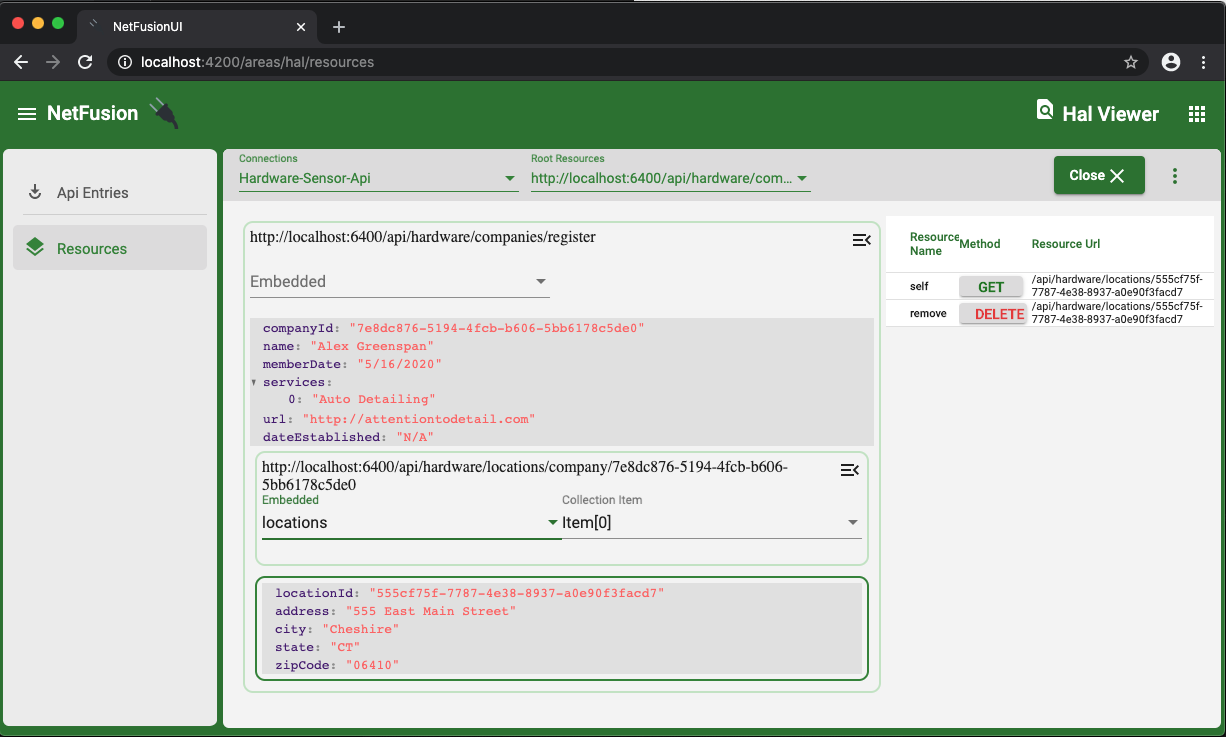 NetFusionUI
localhost:4200/areas/hal/resources
NetFusion
Hal Viewer
Api Entries
Resources
Connections
Hardware-Sensor-Api
Root Resources
http://localhost:6400/api/hardware/com...
Close
http://localhost:6400/api/hardware/companies/register
Embedded
companyId: "7e8dc876-5194-4fcb-b606-5bb6178c5de0"
name: "Alex Greenspan"
memberDate: "5/16/2020"
services:
0: "Auto Detailing"
url: "http://attentiontodetail.com"
dateEstablished: "N/A"
http://localhost:6400/api/hardware/locations/company/7e8dc876-5194-4fcb-b606-
5bb6178c5de0
Embedded
locations
Collection Item
Item[0]
locationId: "555cf75f-7787-4e38-8937-a0e90f3facd7"
address: "555 East Main Street"
city: "Cheshire"
state: "CT"
zipCode: "06410"
Resource
Name
Method
Resource Url
self
GET
/api/hardware/locations/555cf75f-
7787-4e38-8937-a0e90f3facd7
remove
DELETE
/api/hardware/locations/555cf75f-
7787-4e38-8937-a0e90f3facd7